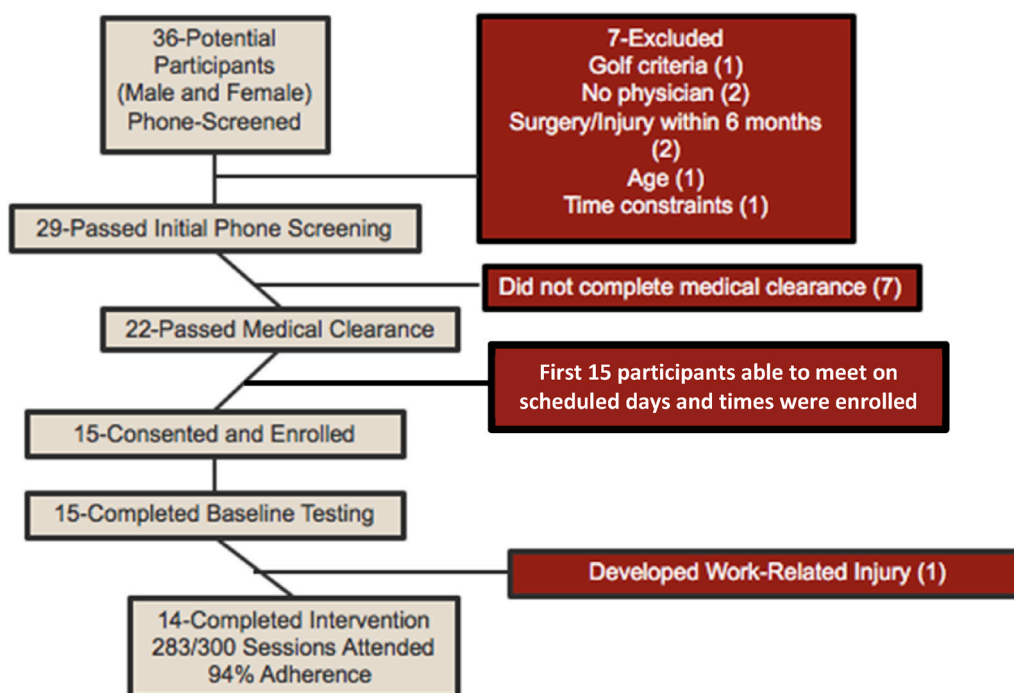 36-Potential
Participants
(Male and Female)
Phone-Screened
7-Excluded
Golf criteria (1)
No physician (2)
Surgery/Injury within 6 months
(2)
Age (1)
Time constraints (1)
29-Passed Initial Phone Screening
Did not complete medical clearance (7)
22-Passed Medical Clearance
First 15 participants able to meet on
scheduled days and times were enrolled
15-Consented and Enrolled
15-Completed Baseline Testing
Developed Work-Related Injury (1)
14-Completed Intervention
283/300 Sessions Attended
94% Adherence